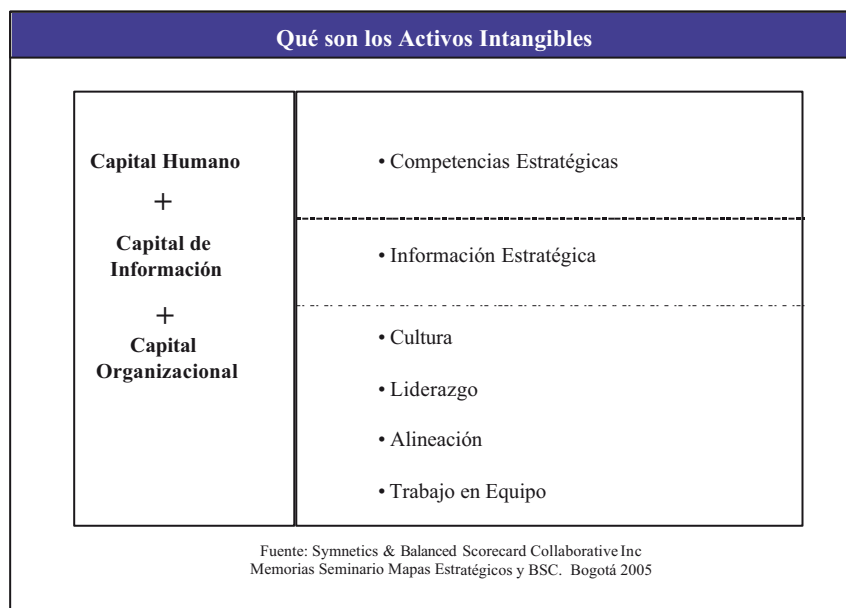 Qué son los Activos Intangibles
Capital Humano
• Competencias Estratégicas
+
Capital de
Información
• Información Estratégica
+
Capital
Organizacional
• Cultura
• Liderazgo
• Alineación
• Trabajo en Equipo
Fuente: Symnetics & Balanced Scorecard Collaborative Inc
Memorias Seminario Mapas Estratégicos y BSC. Bogotá 2005